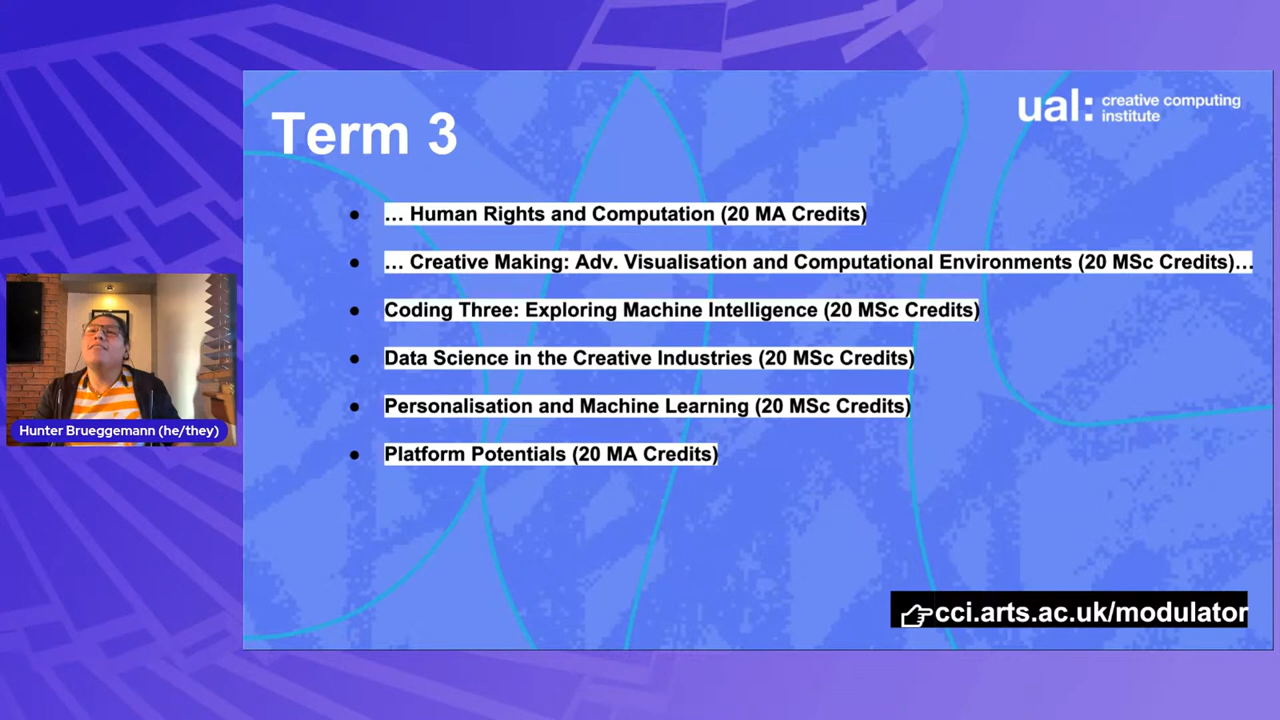 Term 3
ual: creative computing
institute
… Human Rights and Computation (20 MA Credits)
… Creative Making: Adv. Visualisation and Computational Environments (20 MSc Credits)…
Coding Three: Exploring Machine Intelligence (20 MSc Credits)
Data Science in the Creative Industries (20 MSc Credits)
Personalisation and Machine Learning (20 MSc Credits)
Platform Potentials (20 MA Credits)
Hunter Brueggemann (he/they)
cci.arts.ac.uk/modulator